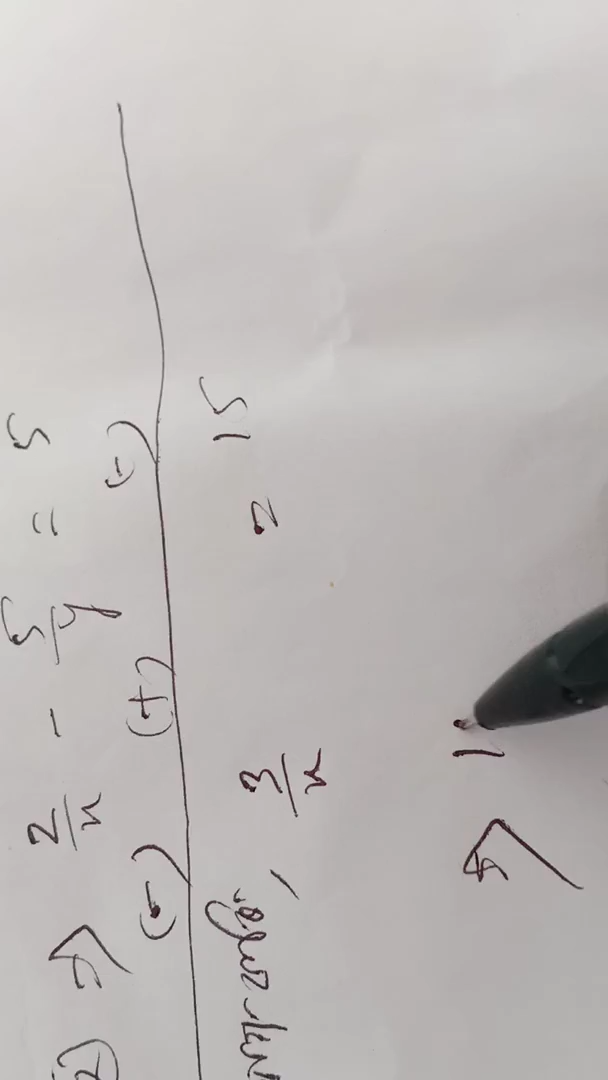 (2) ⇒ 2/x - 5/y = 5
(-) (+) (-)
, 3/x = 15
⇒ 1